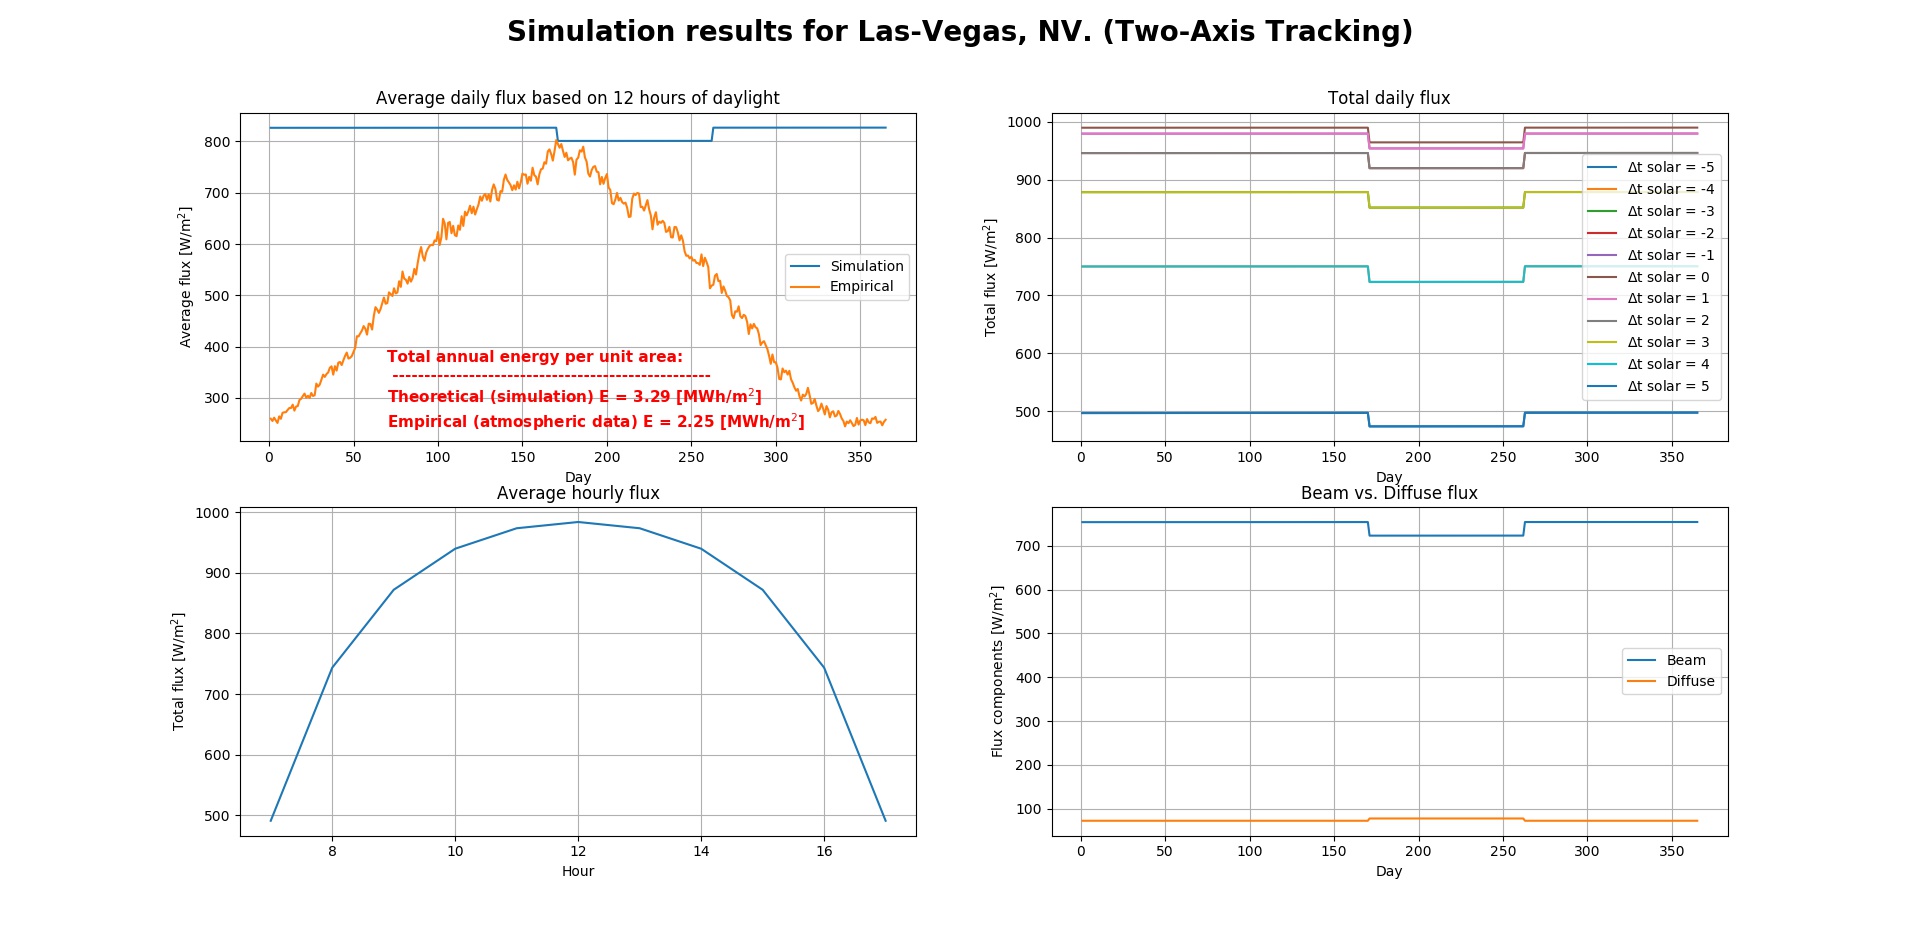 Simulation results for Las-Vegas, NV. (Two-Axis Tracking)
Average daily flux based on 12 hours of daylight
Average flux [W/m²]
800
700
600
500
400
300
Simulation
Empirical
Total annual energy per unit area:
------------------------------------------------
Theoretical (simulation) E = 3.29 [MWh/m²]
Empirical (atmospheric data) E = 2.25 [MWh/m²]
0 50 100 150 200 250 300 350
Day
Total daily flux
Total flux [W/m²]
1000
900
800
700
600
500
Δt solar = -5
Δt solar = -4
Δt solar = -3
Δt solar = -2
Δt solar = -1
Δt solar = 0
Δt solar = 1
Δt solar = 2
Δt solar = 3
Δt solar = 4
Δt solar = 5
0 50 100 150 200 250 300 350
Day
Average hourly flux
Total flux [W/m²]
1000
900
800
700
600
500
8 10 12 14 16
Hour
Beam vs. Diffuse flux
Flux components [W/m²]
700
600
500
400
300
200
100
Beam
Diffuse
0 50 100 150 200 250 300 350
Day